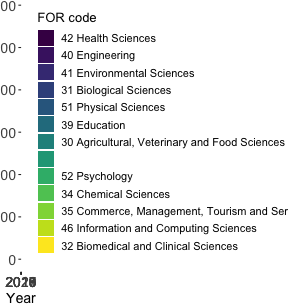 00
FOR code
42 Health Sciences
00
40 Engineering
41 Environmental Sciences
00
31 Biological Sciences
51 Physical Sciences
39 Education
00
30 Agricultural, Veterinary and Food Sciences
00
52 Psychology
34 Chemical Sciences
00
35 Commerce, Management, Tourism and Ser
46 Information and Computing Sciences
32 Biomedical and Clinical Sciences
0
Year